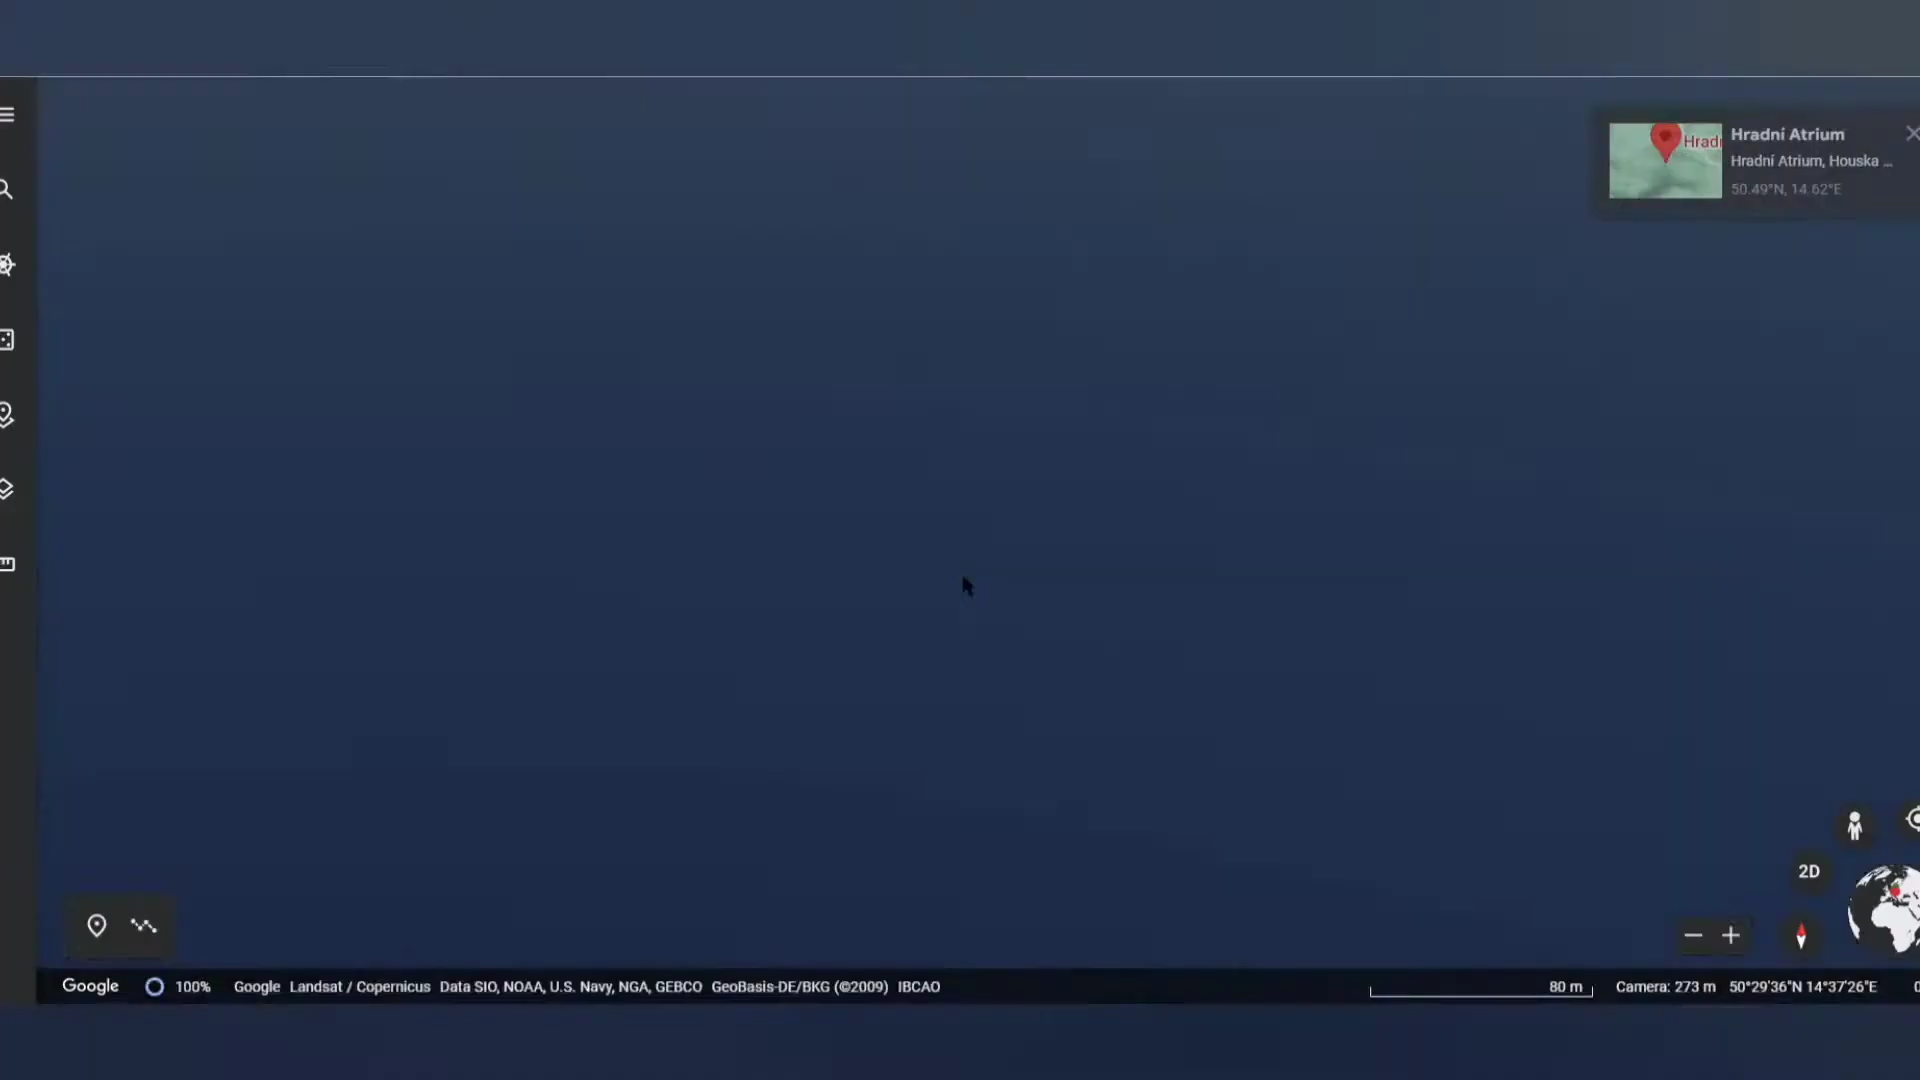 Hradní Atrium
Hradní Atrium, Houska ...
50.49°N, 14.62°E
2D
Google 100% Google Landsat / Copernicus Data SIO, NOAA, U.S. Navy, NGA, GEBCO GeoBasis-DE/BKG (©2009) IBCAO 80 m Camera: 273 m 50°29'36"N 14°37'26"E